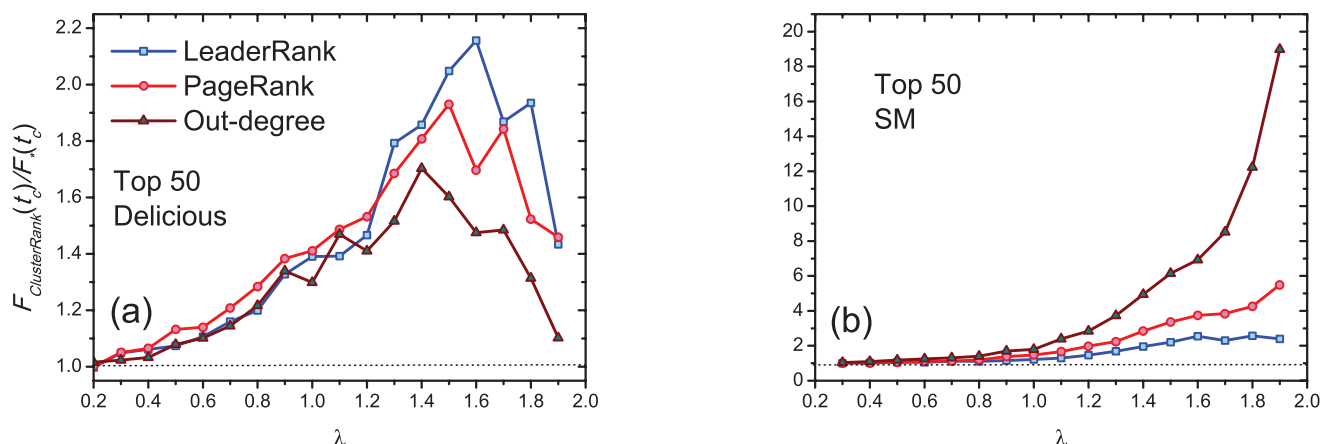 2.2
2.0
1.8
1.6
1.4
1.2
1.0
F_ClusterRank(t_c)/F_*(t_c)
LeaderRank
PageRank
Out-degree
Top 50
Delicious
(a)
0.2 0.4 0.6 0.8 1.0 1.2 1.4 1.6 1.8 2.0
λ
20
18
16
14
12
10
8
6
4
2
0
Top 50
SM
(b)
0.2 0.4 0.6 0.8 1.0 1.2 1.4 1.6 1.8 2.0
λ